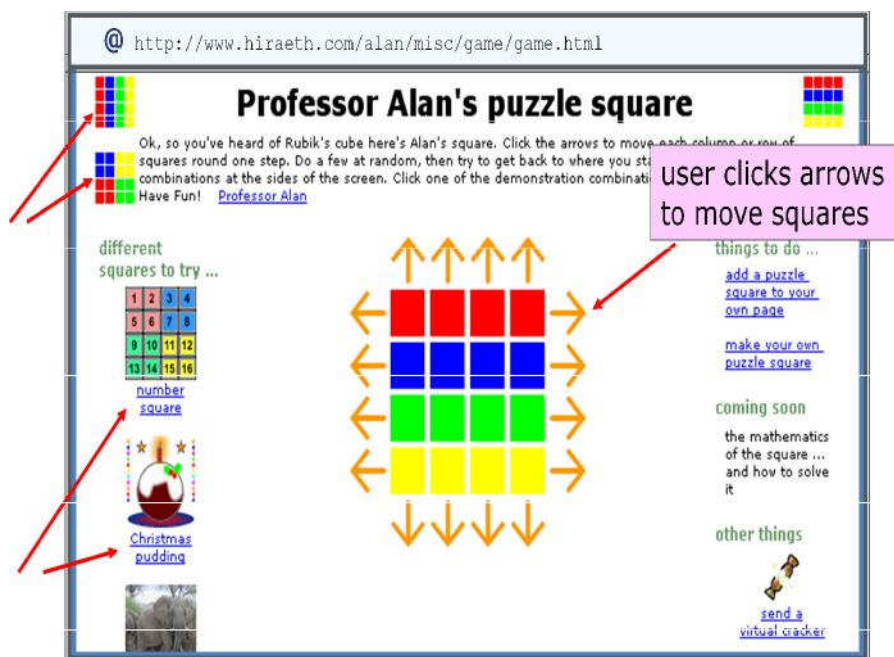 @ http://www.hiraeth.com/alan/misc/game/game.html
Professor Alan's puzzle square
Ok, so you've heard of Rubik's cube here's Alan's square. Click the arrows to move each column or row of
squares round one step. Do a few at random, then try to get back to where you
combinations at the sides of the screen. Click one of the demonstration
Have Fun! Professor Alan
user clicks arrows
to move squares
different
squares to try ...
1 2 3 4
5 6 7 8
9 10 11 12
13 14 15 16
number
square
Christmas
pudding
things to do ...
add a puzzle
square to your
own page
make your own
puzzle square
coming soon
the mathematics
of the square ...
and how to solve
it
other things
send a
virtual cracker